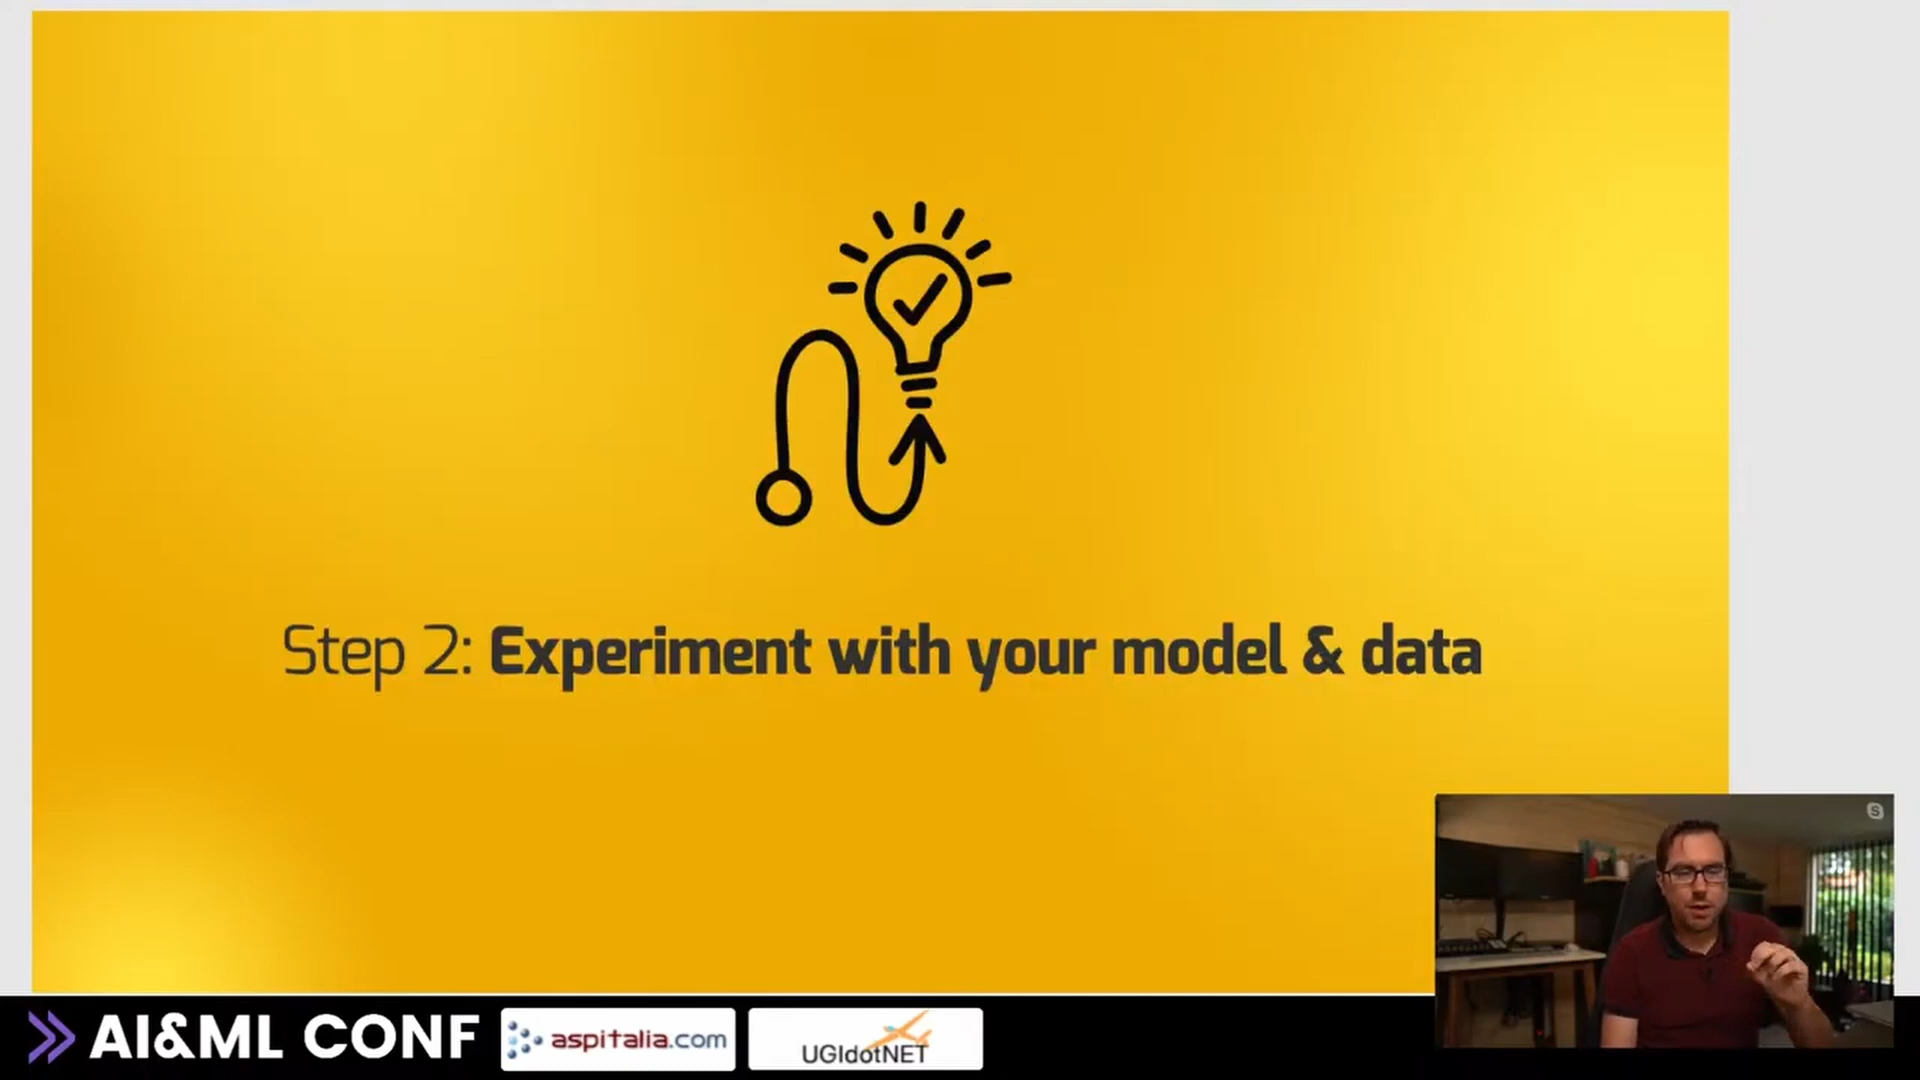 Step 2: Experiment with your model & data
AI&ML CONF
aspitalia.com
UGIdotNET